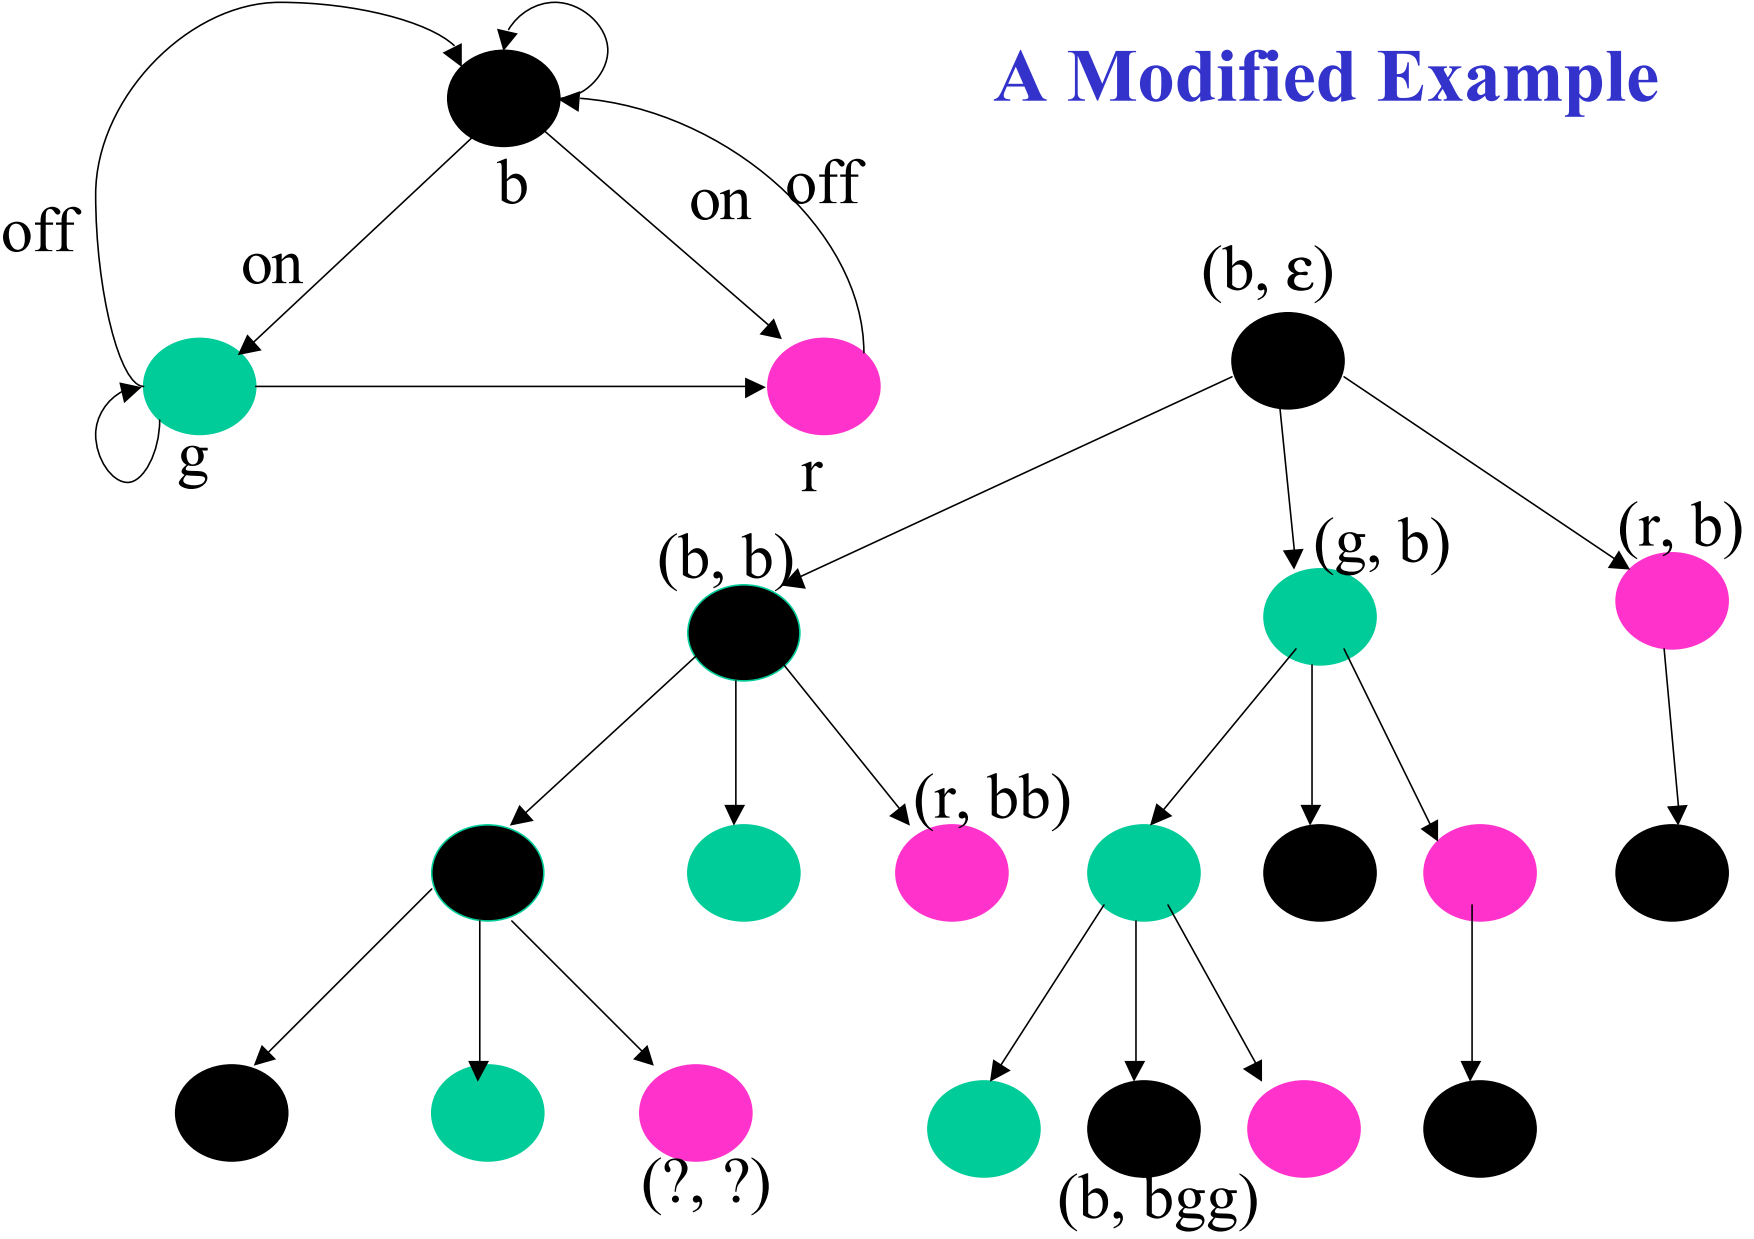 A Modified Example
b
off
on
on
off
g
r
(b, ε)
(b, b)
(g, b)
(r, b)
(r, bb)
(?, ?)
(b, bgg)